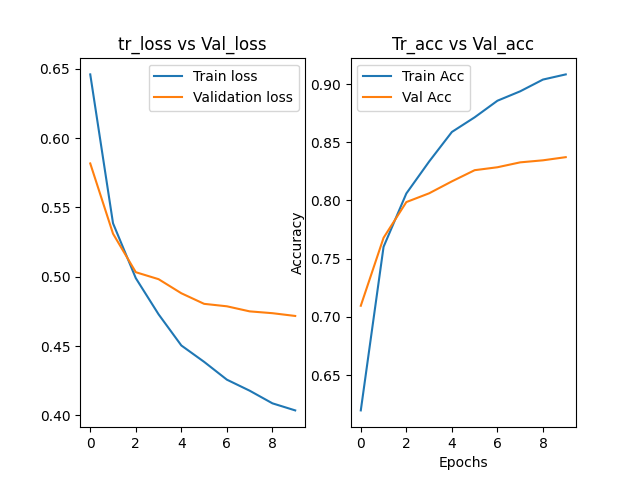 tr_loss vs Val_loss
Train loss
Validation loss
0.65
0.60
0.55
0.50
0.45
0.40
0 2 4 6 8
Tr_acc vs Val_acc
Train Acc
Val Acc
0.90
0.85
0.80
0.75
0.70
0.65
Accuracy
0 2 4 6 8
Epochs